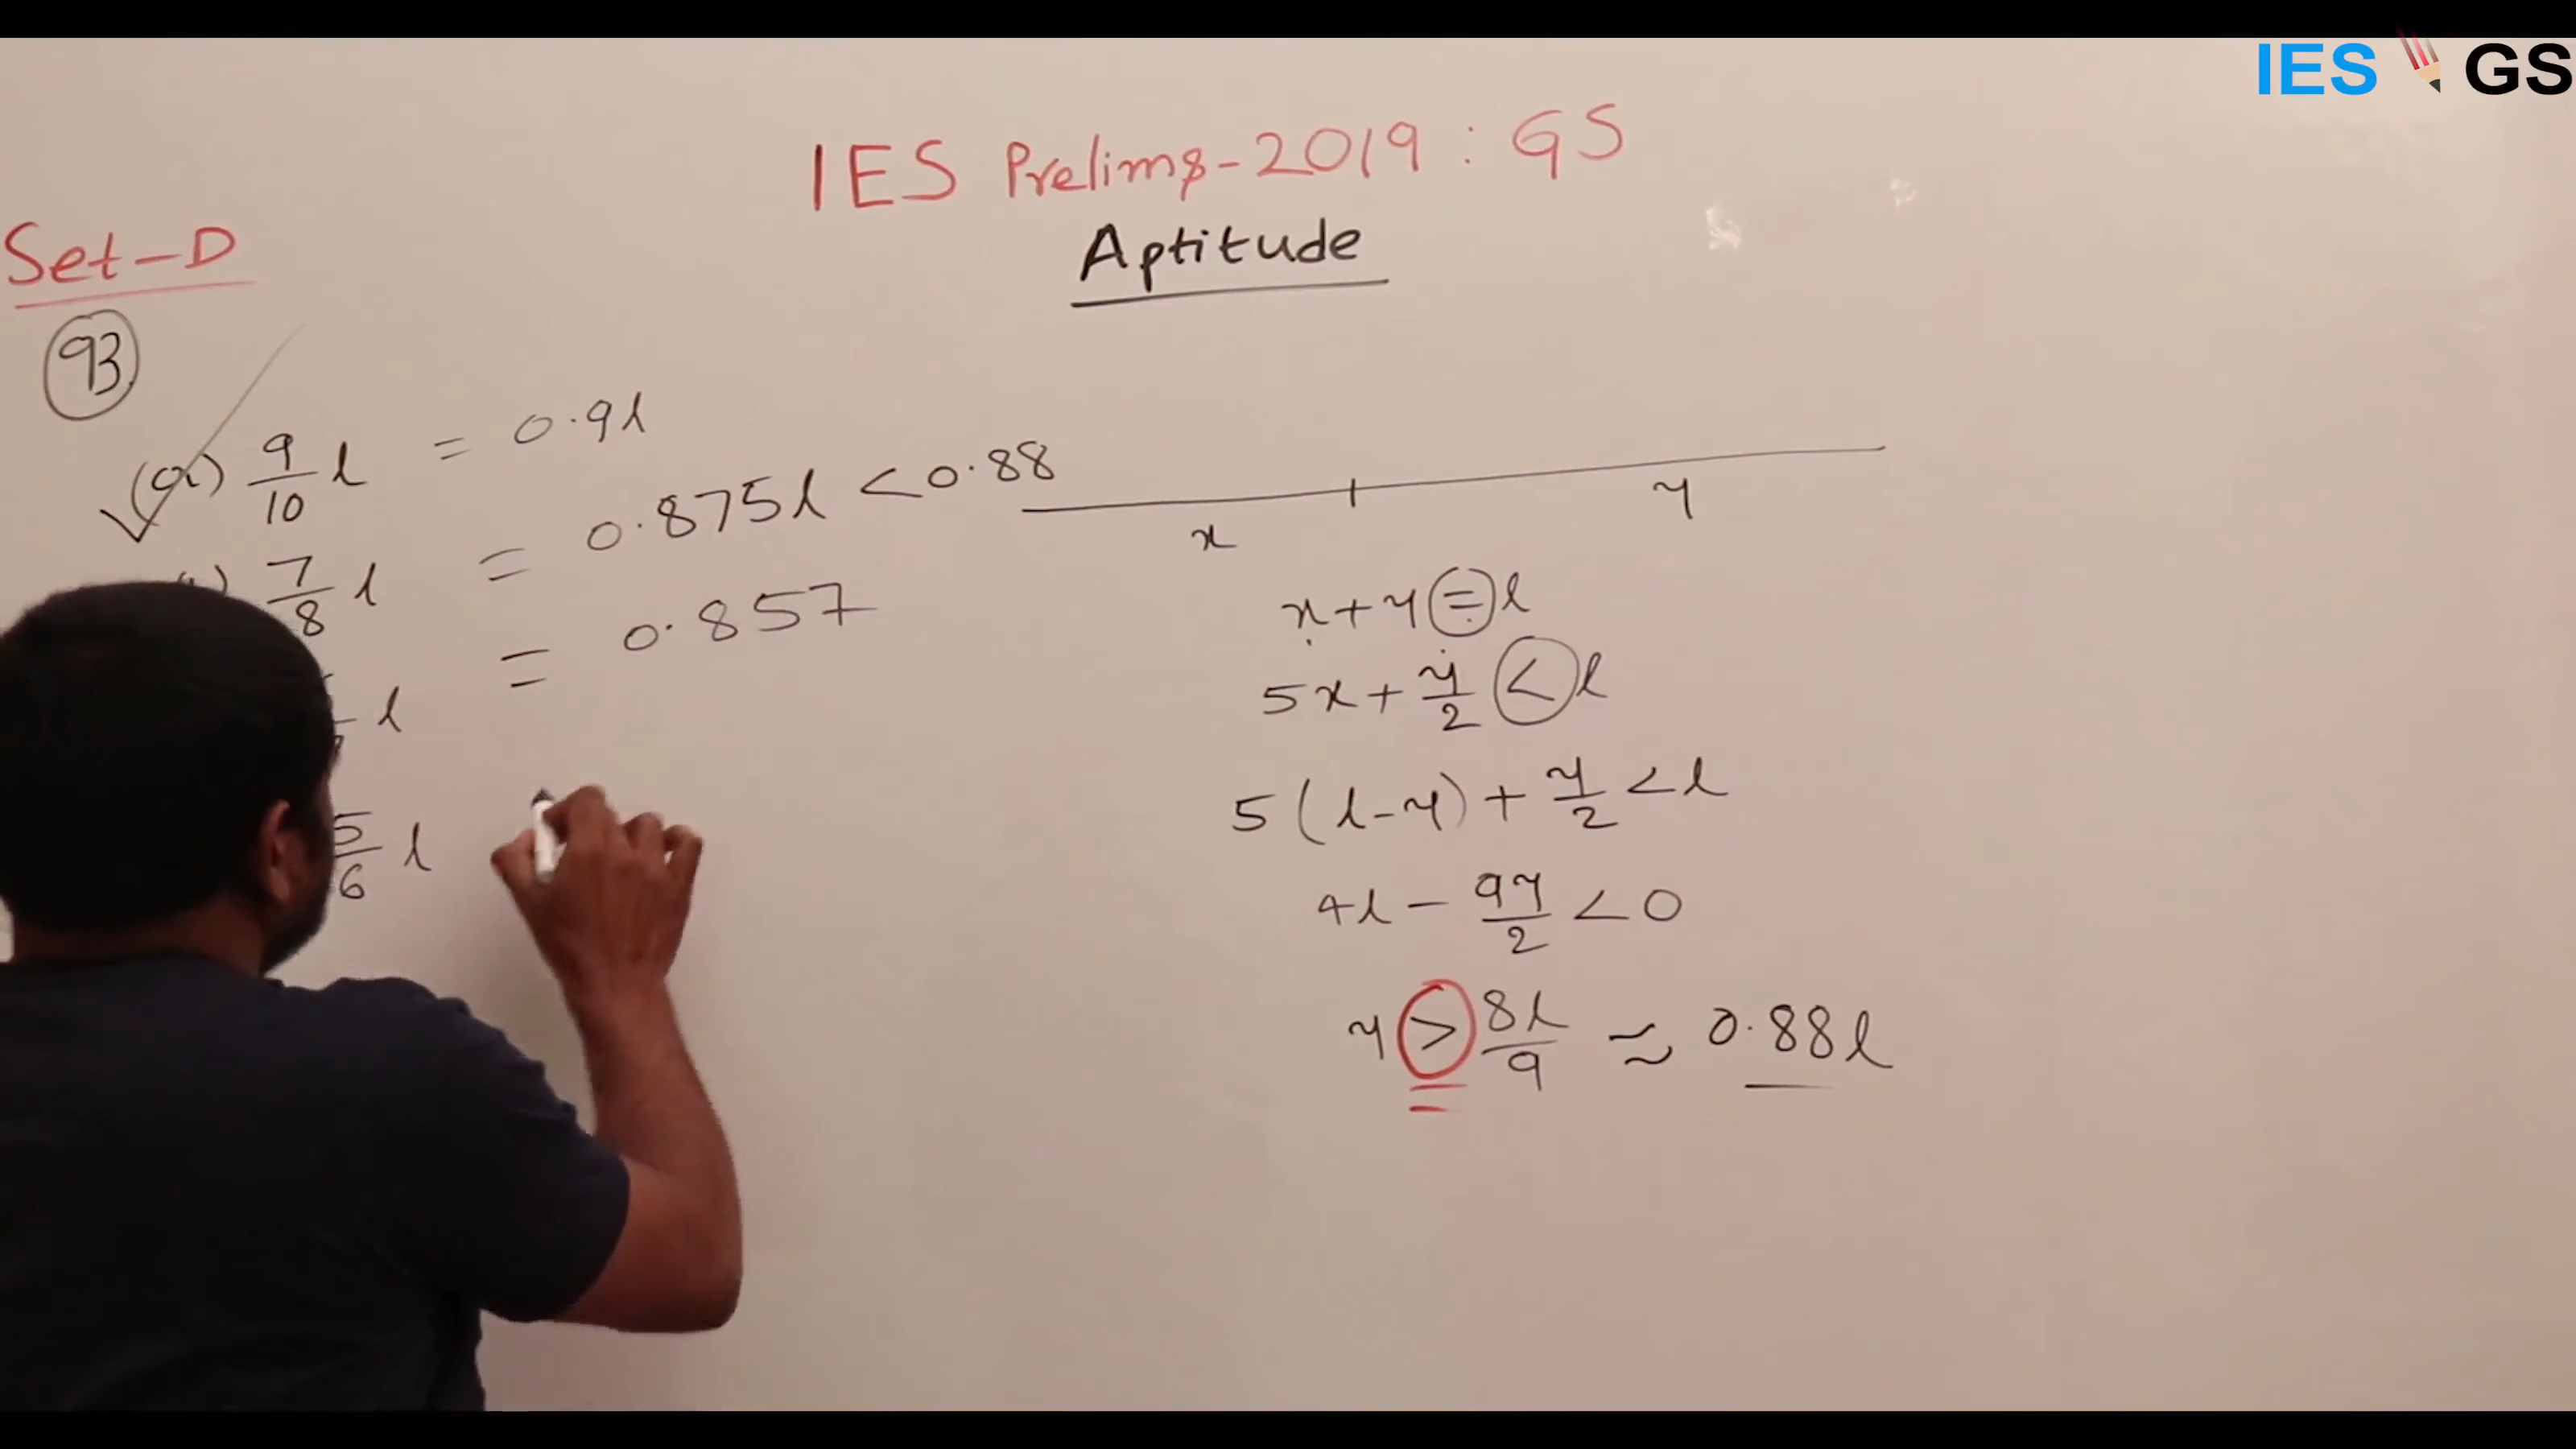 IES GS
IES Prelims-2019 : GS
Aptitude
Set-D
93
(a) 9/10 l = 0.9l
7/8 l = 0.875l < 0.88
l = 0.857
5/6 l
x y
x + y = l
5x + y/2 < l
5(l-y) + y/2 < l
4l - 9y/2 < 0
y > 8l/9 ≈ 0.88l